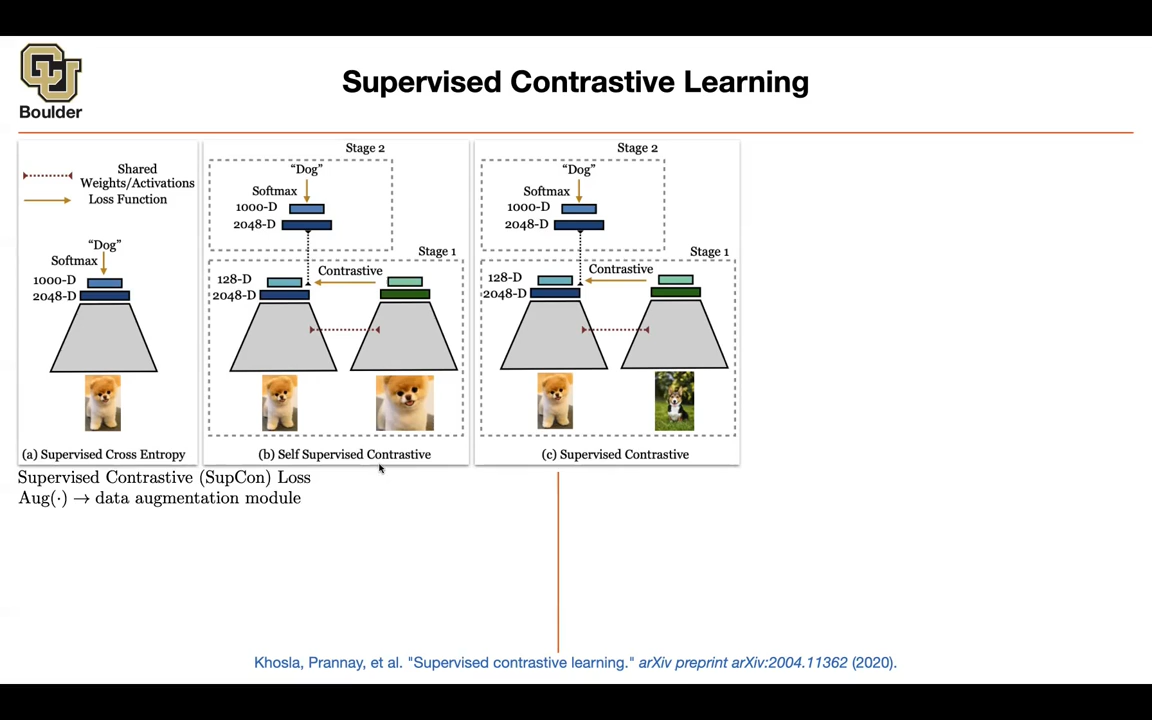 Boulder
Supervised Contrastive Learning
Shared
Weights/Activations
Loss Function
"Dog"
Softmax
1000-D
2048-D
(a) Supervised Cross Entropy
Stage 2
"Dog"
Softmax
1000-D
2048-D
Stage 1
Contrastive
128-D
2048-D
(b) Self Supervised Contrastive
Stage 2
"Dog"
Softmax
1000-D
2048-D
Stage 1
Contrastive
128-D
2048-D
(c) Supervised Contrastive
Supervised Contrastive (SupCon) Loss
Aug(·) → data augmentation module
Khosla, Prannay, et al. "Supervised contrastive learning." arXiv preprint arXiv:2004.11362 (2020).